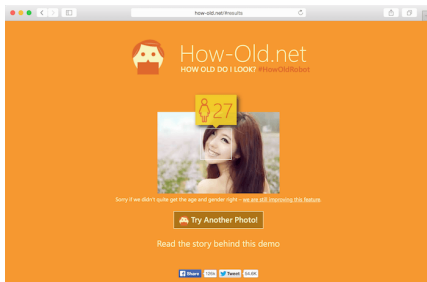 how-old.net/#results
How-Old.net
HOW OLD DO I LOOK? #HowOldRobot
27
Sorry if we didn't quite get the age and gender right - we are still improving this feature.
Try Another Photo!
Read the story behind this demo
Share
Tweet